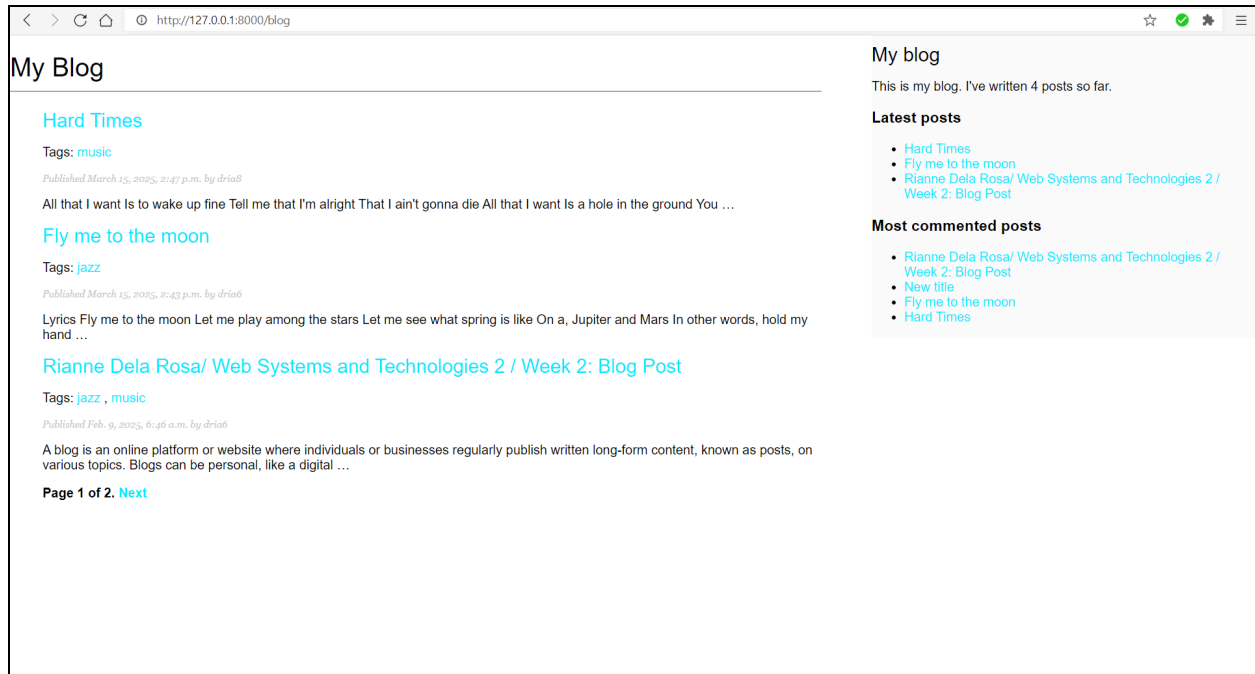 http://127.0.0.1:8000/blog
My Blog
Hard Times
Tags: music
Published March 15, 2025, 2:47 p.m. by dria8
All that I want Is to wake up fine Tell me that I'm alright That I ain't gonna die All that I want Is a hole in the ground You …
Fly me to the moon
Tags: jazz
Published March 15, 2025, 2:43 p.m. by dria6
Lyrics Fly me to the moon Let me play among the stars Let me see what spring is like On a, Jupiter and Mars In other words, hold my
hand …
Rianne Dela Rosa/ Web Systems and Technologies 2 / Week 2: Blog Post
Tags: jazz , music
Published Feb. 9, 2025, 6:46 a.m. by dria6
A blog is an online platform or website where individuals or businesses regularly publish written long-form content, known as posts, on
various topics. Blogs can be personal, like a digital …
Page 1 of 2. Next
My blog
This is my blog. I've written 4 posts so far.
Latest posts
• Hard Times
• Fly me to the moon
• Rianne Dela Rosa/ Web Systems and Technologies 2 /
Week 2: Blog Post
Most commented posts
• Rianne Dela Rosa/ Web Systems and Technologies 2 /
Week 2: Blog Post
• New title
• Fly me to the moon
• Hard Times